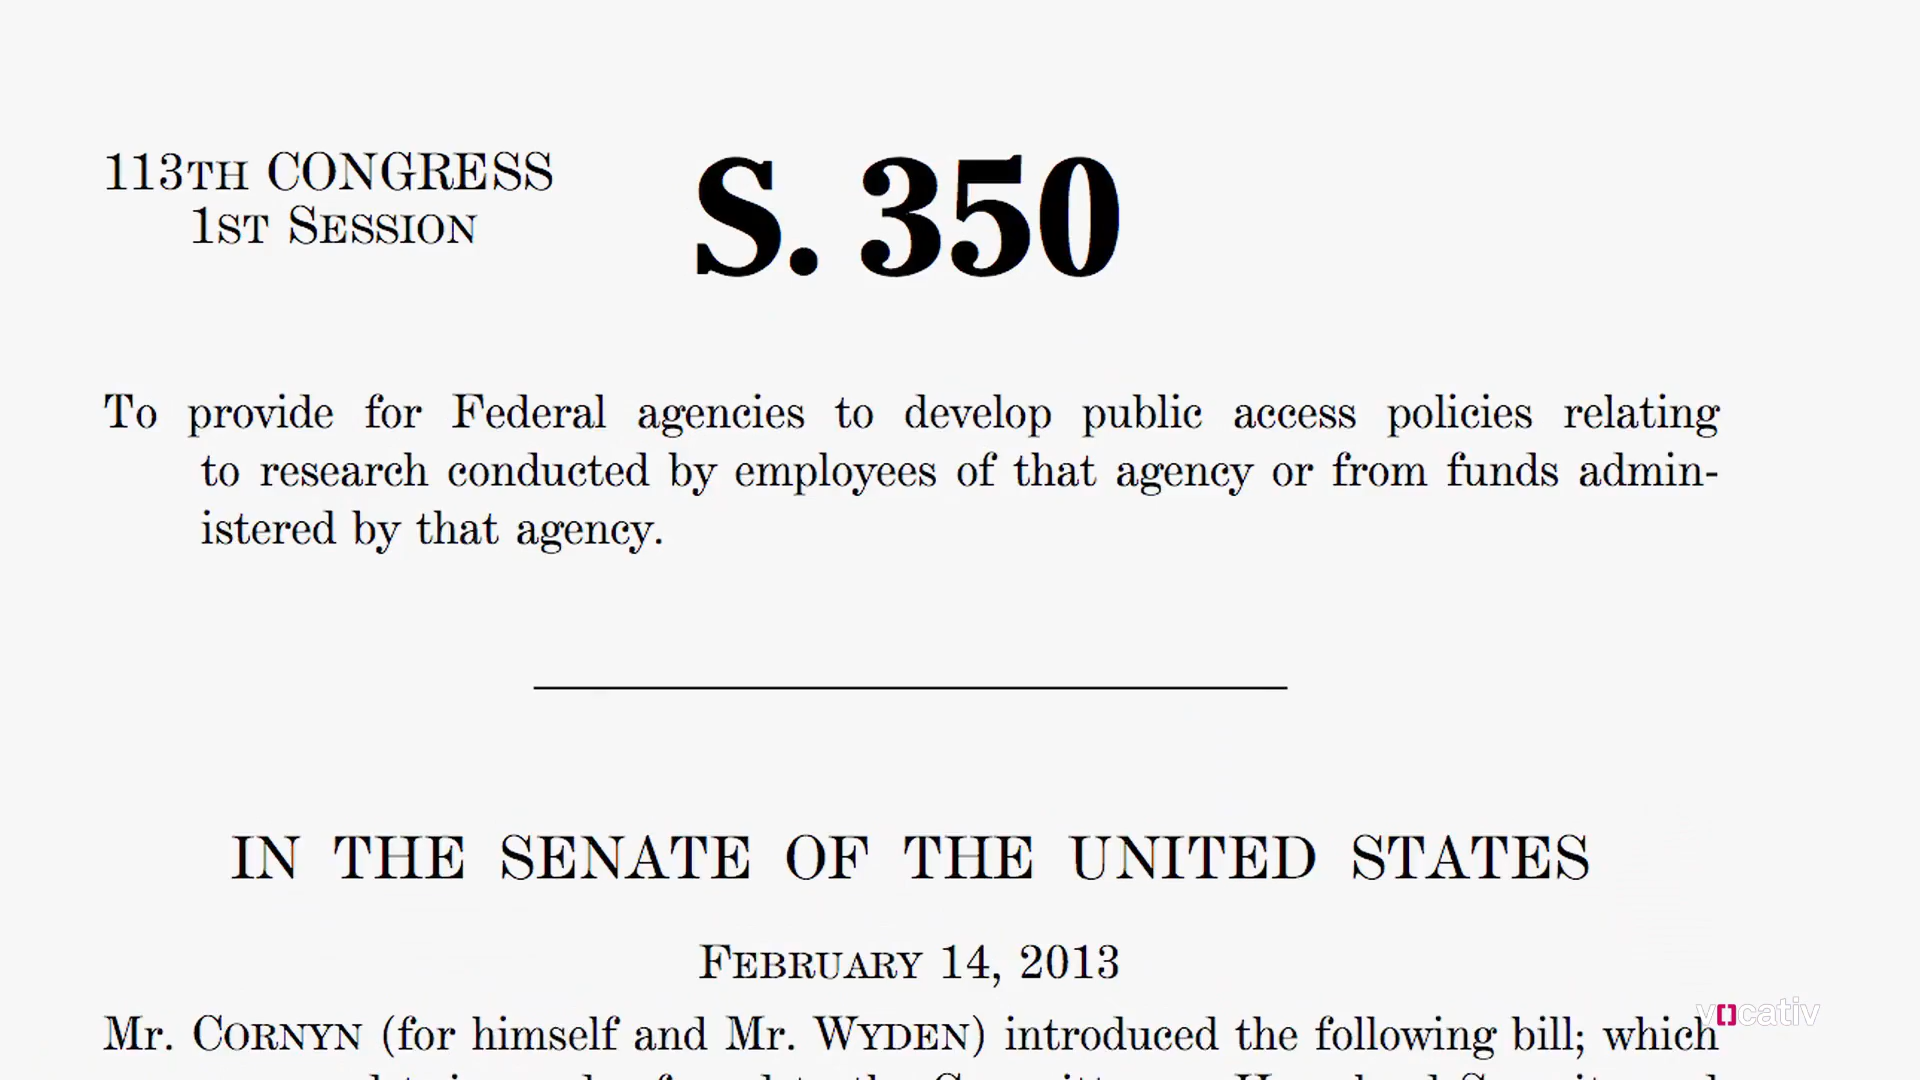 113TH CONGRESS
1ST SESSION
S. 350
To provide for Federal agencies to develop public access policies relating
to research conducted by employees of that agency or from funds admin-
istered by that agency.
IN THE SENATE OF THE UNITED STATES
FEBRUARY 14, 2013
Mr. CORNYN (for himself and Mr. WYDEN) introduced the following bill; which
vocativ